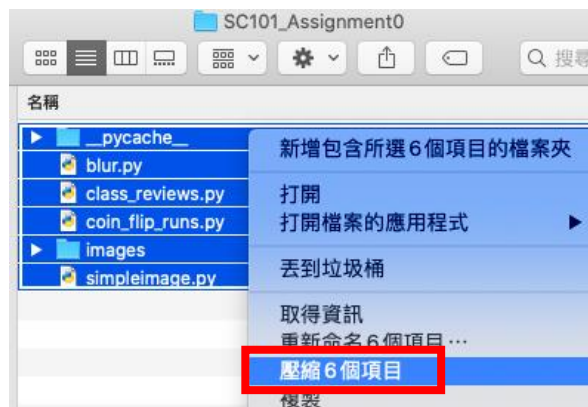 SC101_Assignment0
搜尋
名稱
__pycache__
blur.py
class_reviews.py
coin_flip_runs.py
images
simpleimage.py
新增包含所選6個項目的檔案夾
打開
打開檔案的應用程式
丟到垃圾桶
取得資訊
重新命名6個項目…
壓縮6個項目
複製